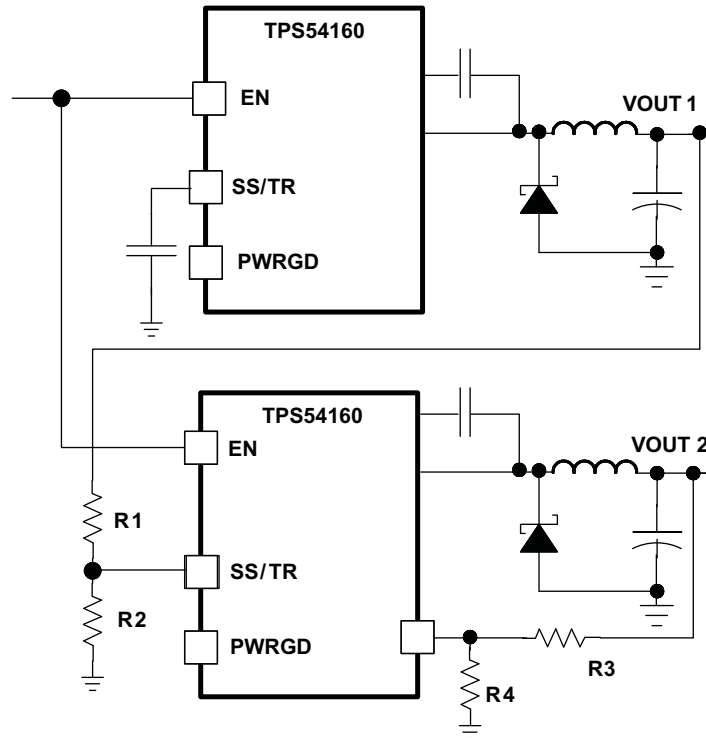 TPS54160
EN
VOUT 1
SS/TR
PWRGD
TPS54160
EN
VOUT 2
R1
SS/TR
R2
PWRGD
R3
R4